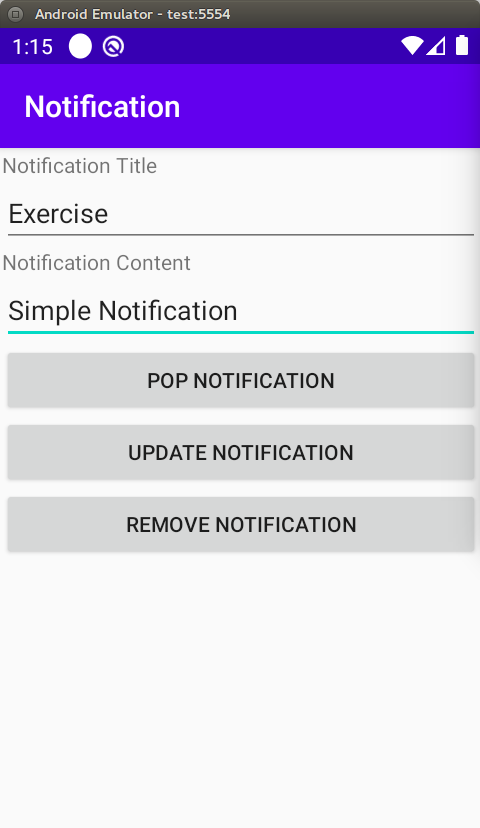 Android Emulator - test:5554
1:15
Notification
Notification Title
Exercise
Notification Content
Simple Notification
POP NOTIFICATION
UPDATE NOTIFICATION
REMOVE NOTIFICATION